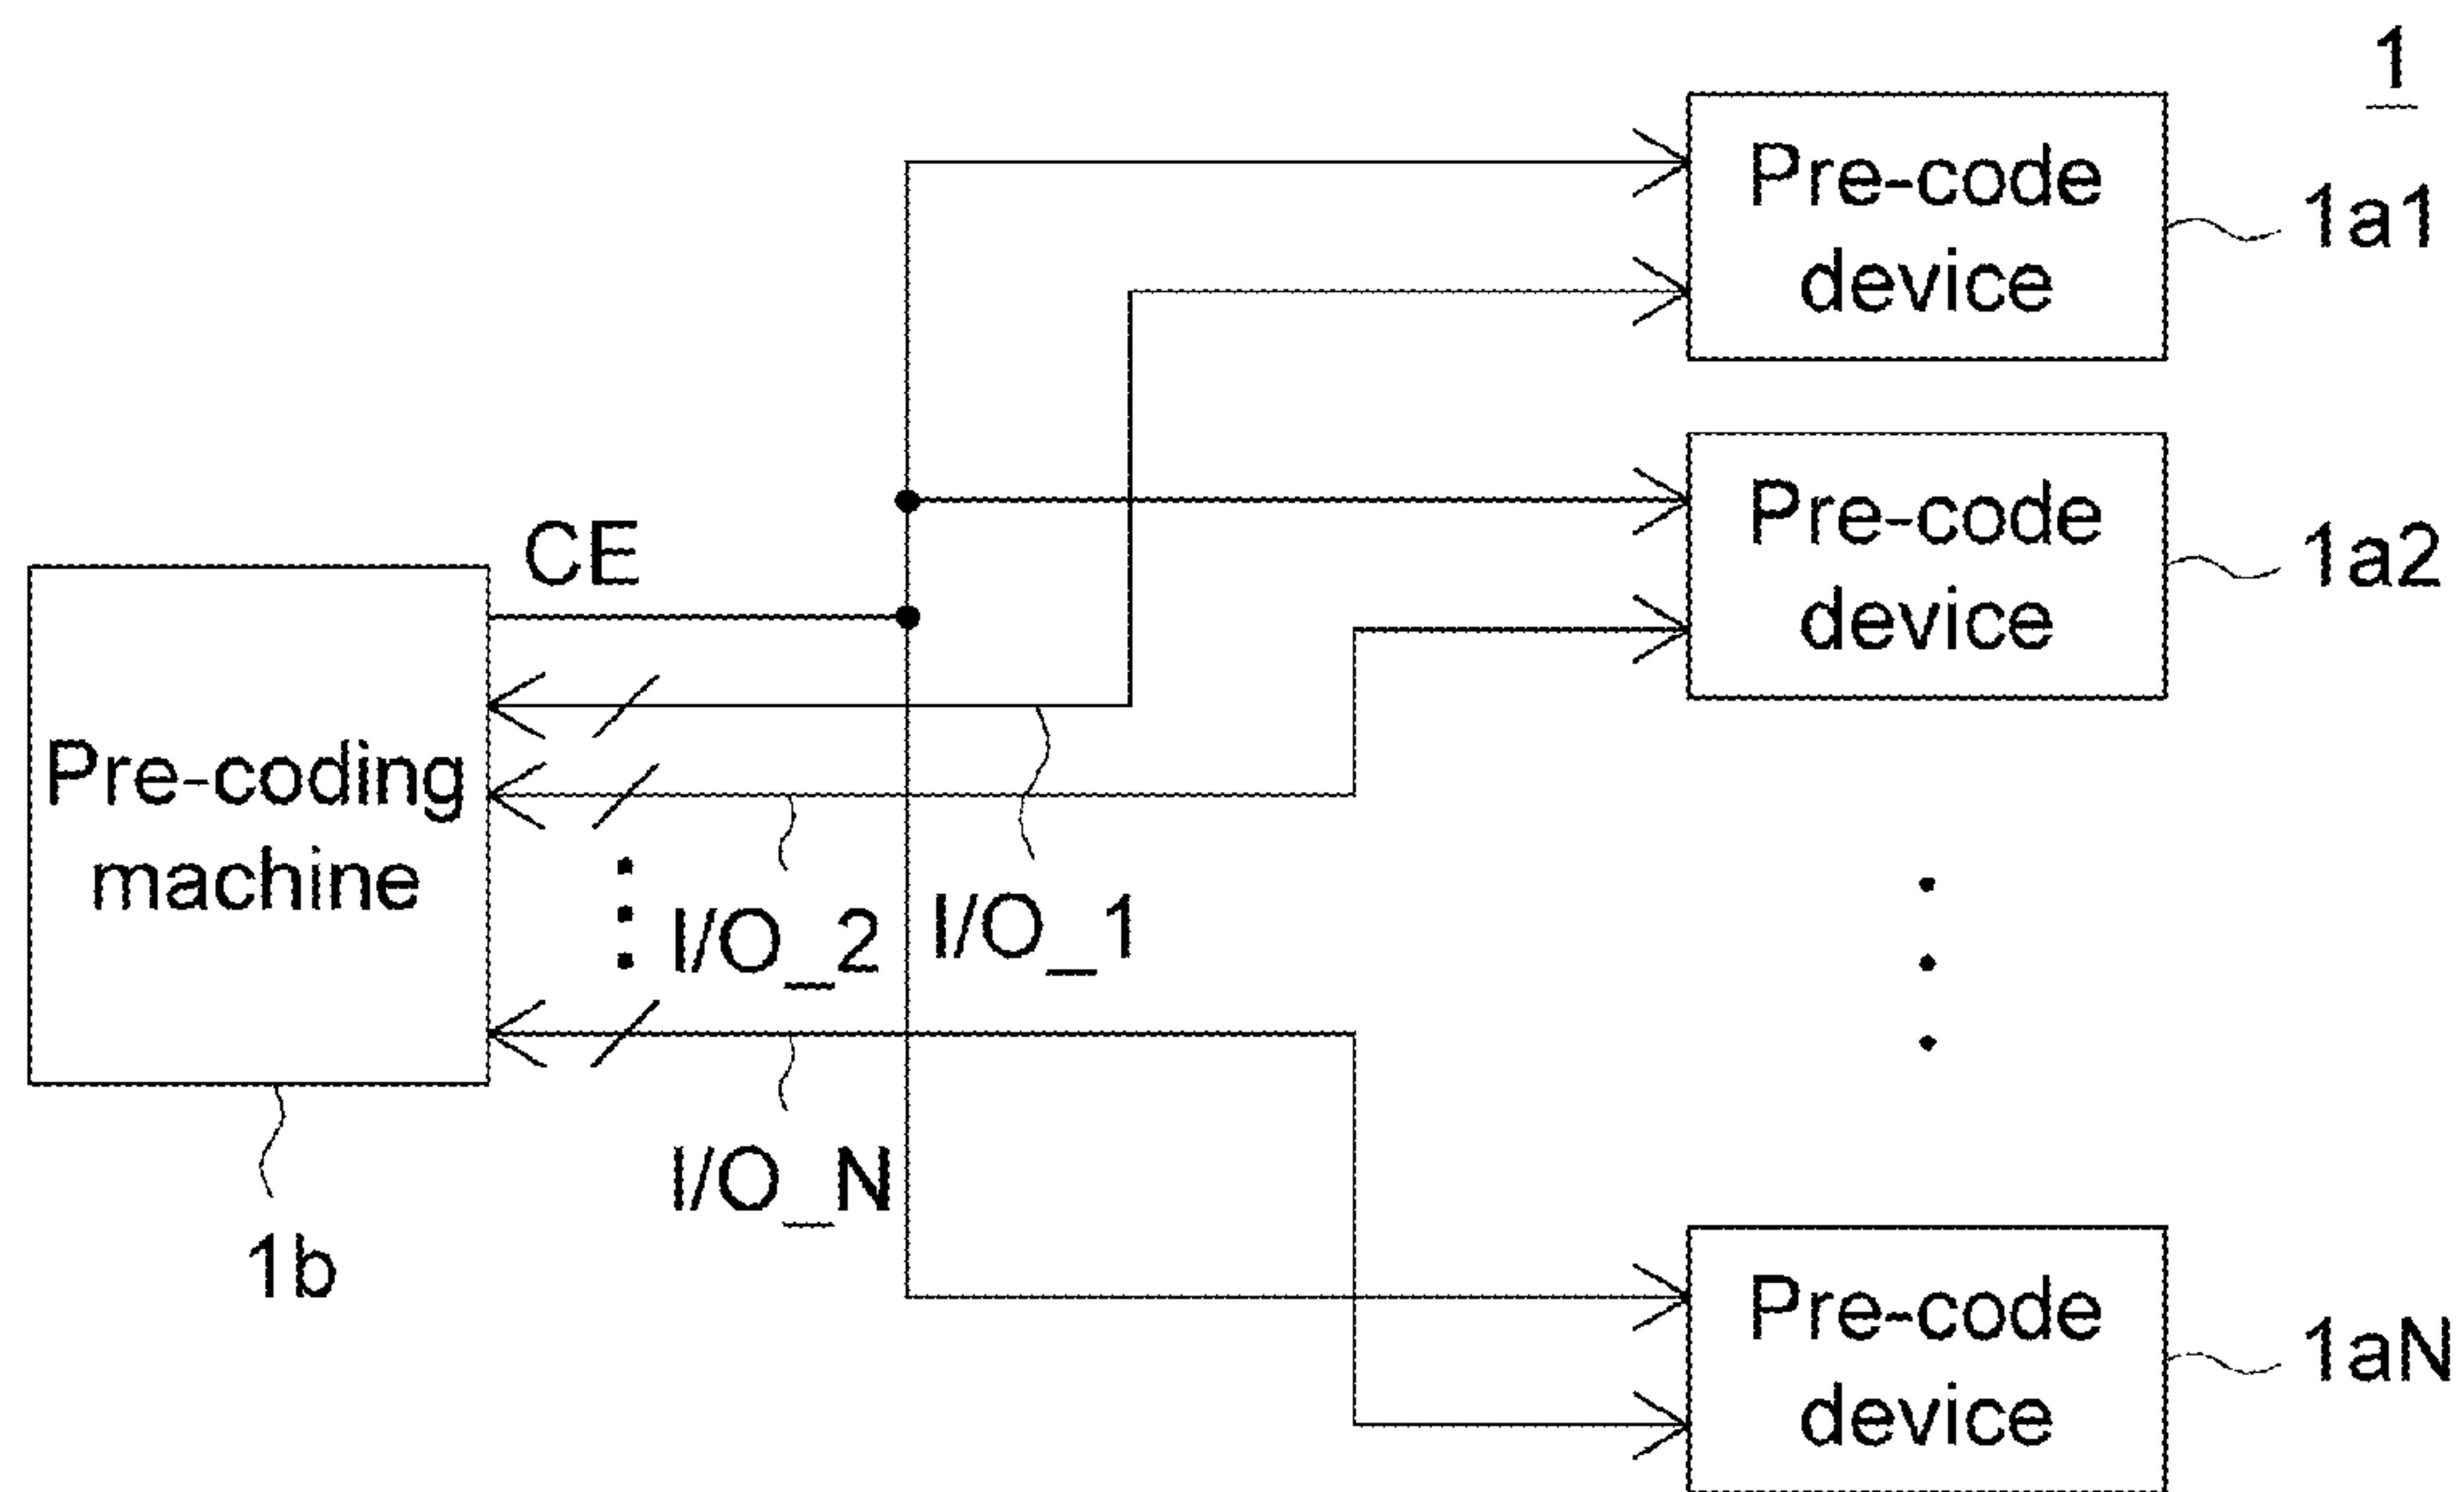 1
Pre-code
device
1a1
Pre-code
device
1a2
CE
Pre-coding
machine
I/O_2
I/O_1
I/O_N
1b
Pre-code
device
1aN